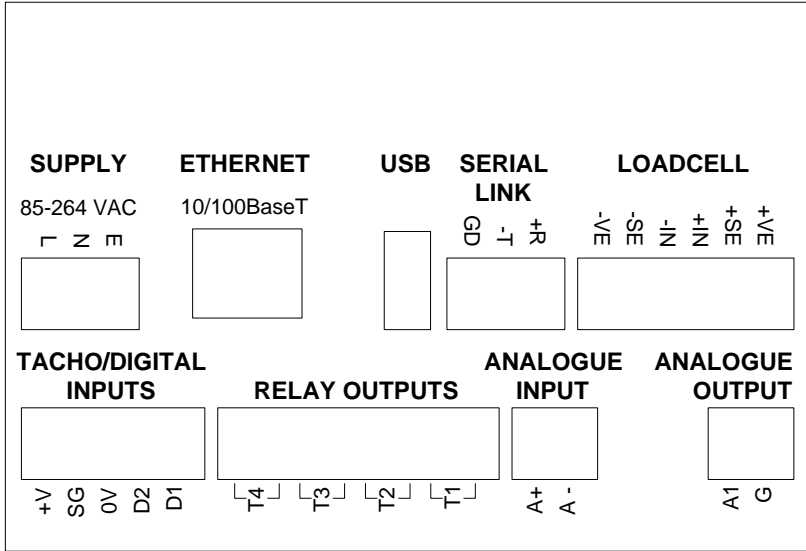 SUPPLY
85-264 VAC
L N E
ETHERNET
10/100BaseT
USB
SERIAL
LINK
GD -T +R
LOADCELL
-VE -SE -IN +IN +SE +VE
TACHO/DIGITAL
INPUTS
+V SG 0V D2 D1
RELAY OUTPUTS
T4 T3 T2 T1
ANALOGUE
INPUT
A+ A -
ANALOGUE
OUTPUT
A1 G